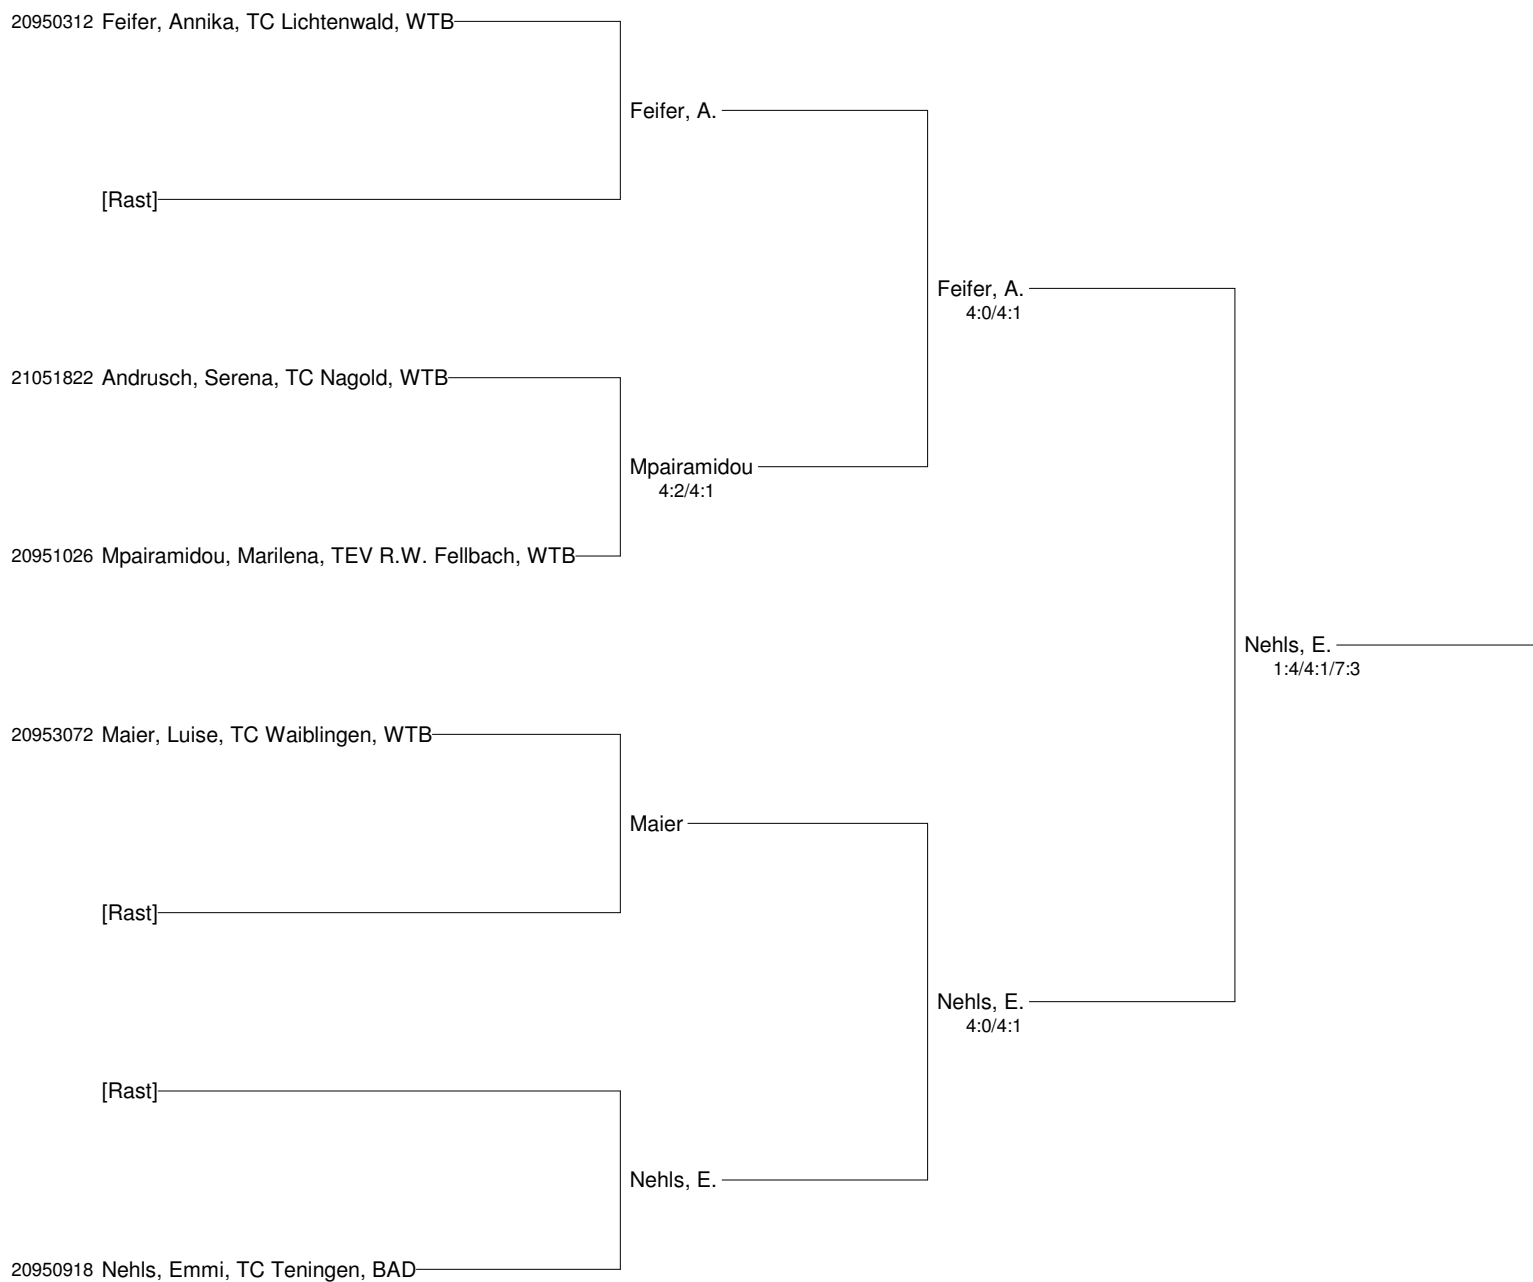 20950312 Feifer, Annika, TC Lichtenwald, WTB
Feifer, A.
[Rast]
Feifer, A.
4:0/4:1
21051822 Andrusch, Serena, TC Nagold, WTB
Mpairamidou
4:2/4:1
20951026 Mpairamidou, Marilena, TEV R.W. Fellbach, WTB
Nehls, E.
1:4/4:1/7:3
20953072 Maier, Luise, TC Waiblingen, WTB
Maier
[Rast]
Nehls, E.
4:0/4:1
[Rast]
Nehls, E.
20950918 Nehls, Emmi, TC Teningen, BAD